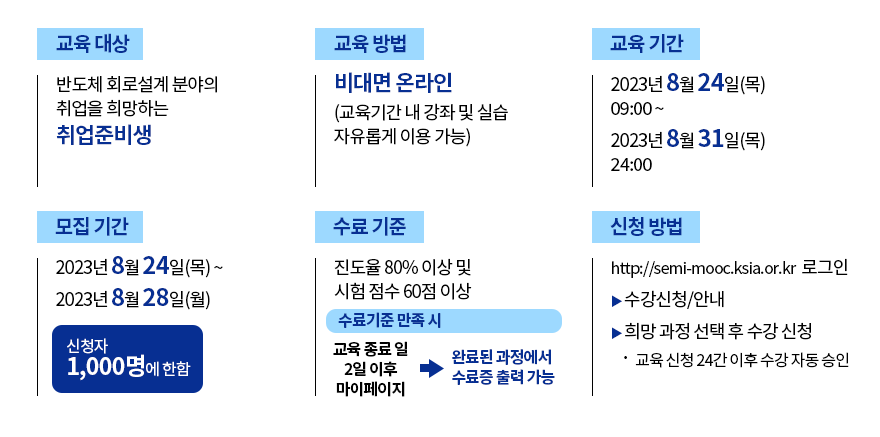 교육 대상
반도체 회로설계 분야의
취업을 희망하는
취업준비생
교육 방법
비대면 온라인
(교육기간 내 강좌 및 실습
자유롭게 이용 가능)
교육 기간
2023년 8월 24일(목)
09:00 ~
2023년 8월 31일(목)
24:00
모집 기간
2023년 8월 24일(목) ~
2023년 8월 28일(월)
신청자
1,000명에 한함
수료 기준
진도율 80% 이상 및
시험 점수 60점 이상
수료기준 만족 시
교육 종료 일
2일 이후
마이페이지
완료된 과정에서
수료증 출력 가능
신청 방법
http://semi-mooc.ksia.or.kr 로그인
▶수강신청/안내
▶희망 과정 선택 후 수강 신청
· 교육 신청 24간 이후 수강 자동 승인